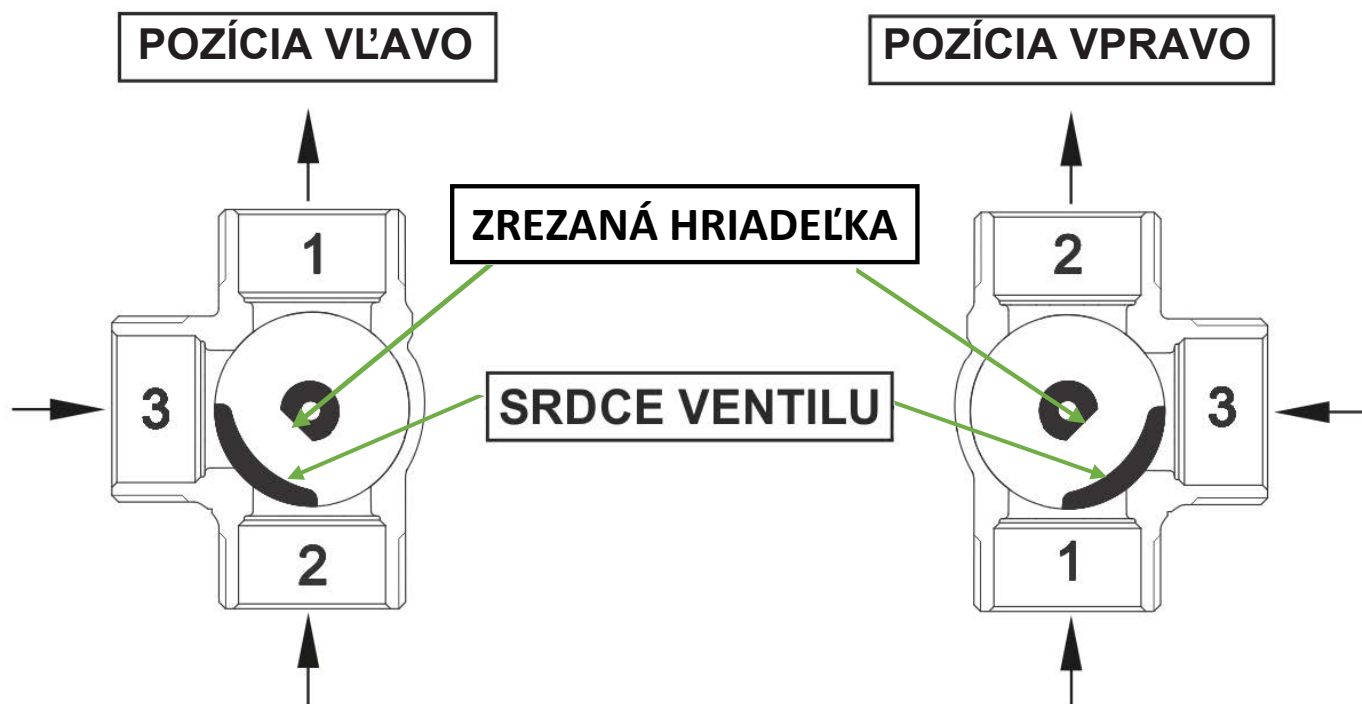 POZÍCIA VĽAVO
POZÍCIA VPRAVO
ZREZANÁ HRIADEĽKA
1
2
3
SRDCE VENTILU
3
2
1